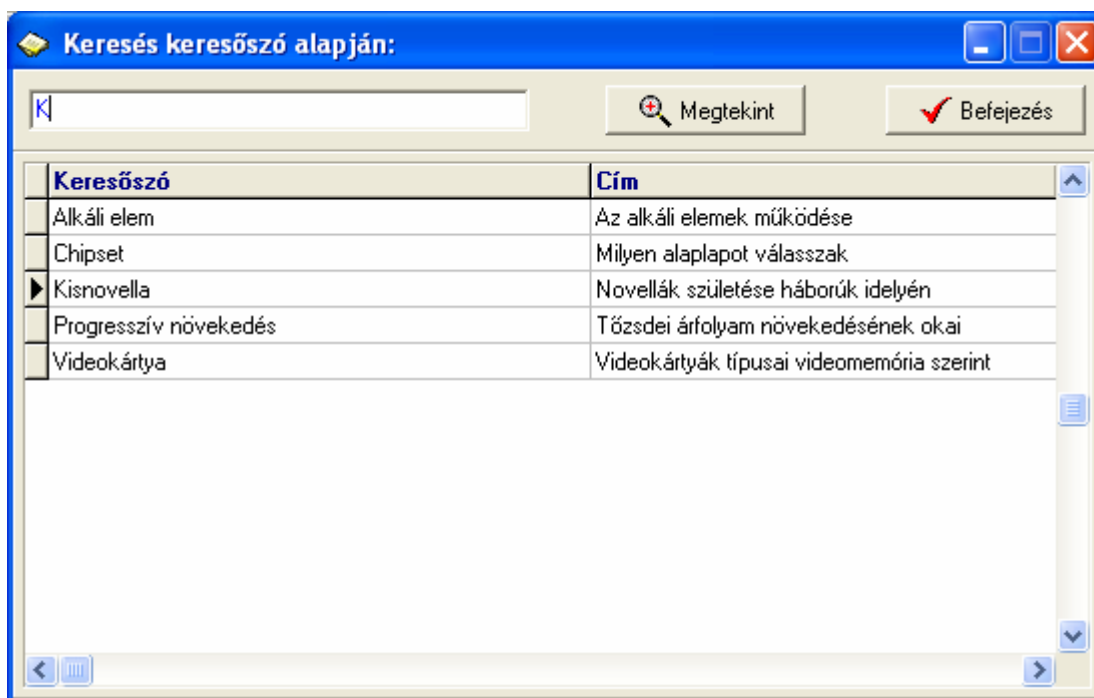 Keresés keresőszó alapján:
K
Megtekint
Befejezés
Keresőszó Cím
Alkáli elem Az alkáli elemek működése
Chipset Milyen alaplapot válasszak
Kisnovella Novellák születése háborúk idelyén
Progresszív növekedés Tőzsdei árfolyam növekedésének okai
Videokártya Videokártyák típusai videomemória szerint